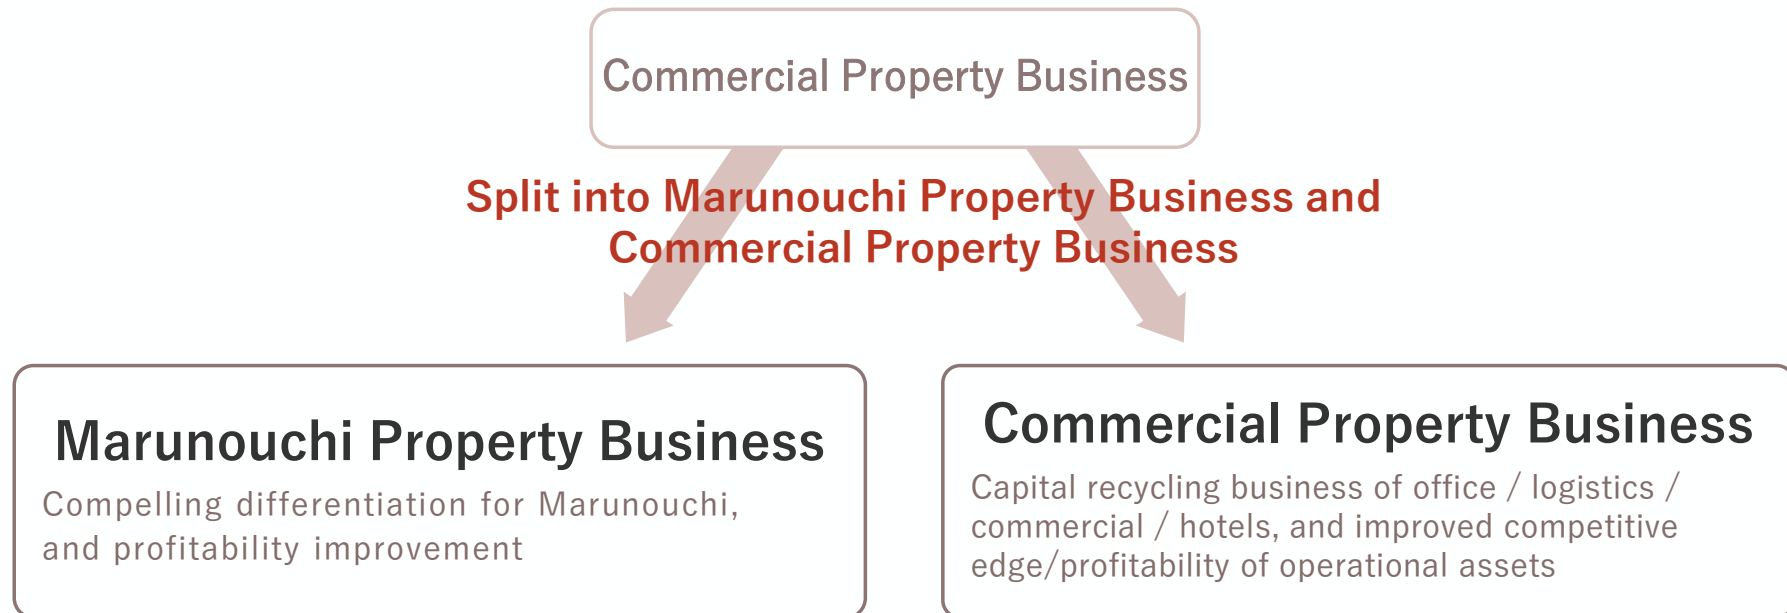 Commercial Property Business
Split into Marunouchi Property Business and
Commercial Property Business
Marunouchi Property Business
Compelling differentiation for Marunouchi,
and profitability improvement
Commercial Property Business
Capital recycling business of office / logistics /
commercial / hotels, and improved competitive
edge/profitability of operational assets